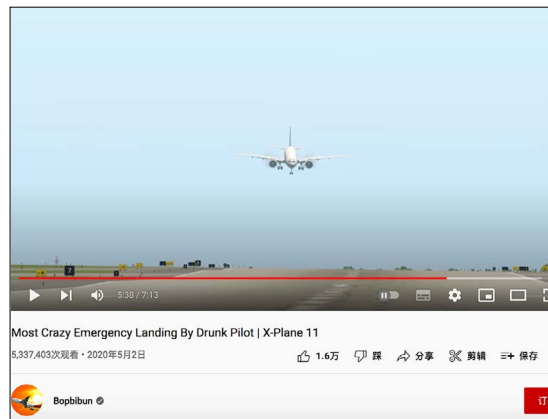 5:38 / 7:13
Most Crazy Emergency Landing By Drunk Pilot | X-Plane 11
5,337,403次观看 • 2020年5月2日 1.6万 踩 分享 剪辑 保存
Bopbibun 订